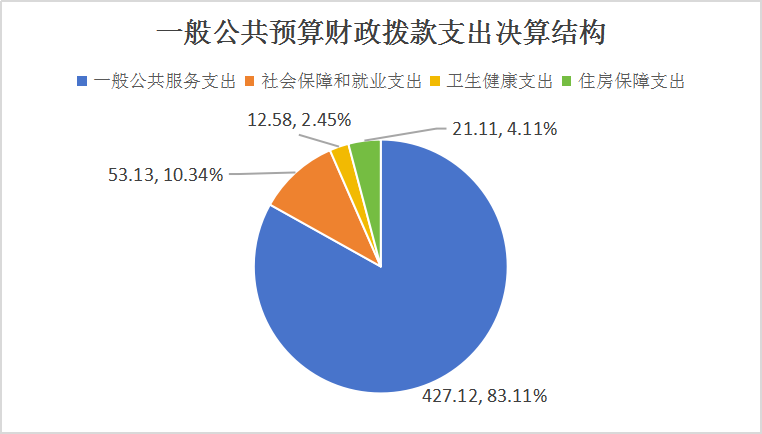 一般公共预算财政拨款支出决算结构
一般公共服务支出 社会保障和就业支出 卫生健康支出 住房保障支出
12.58, 2.45%
21.11, 4.11%
53.13, 10.34%
427.12, 83.11%